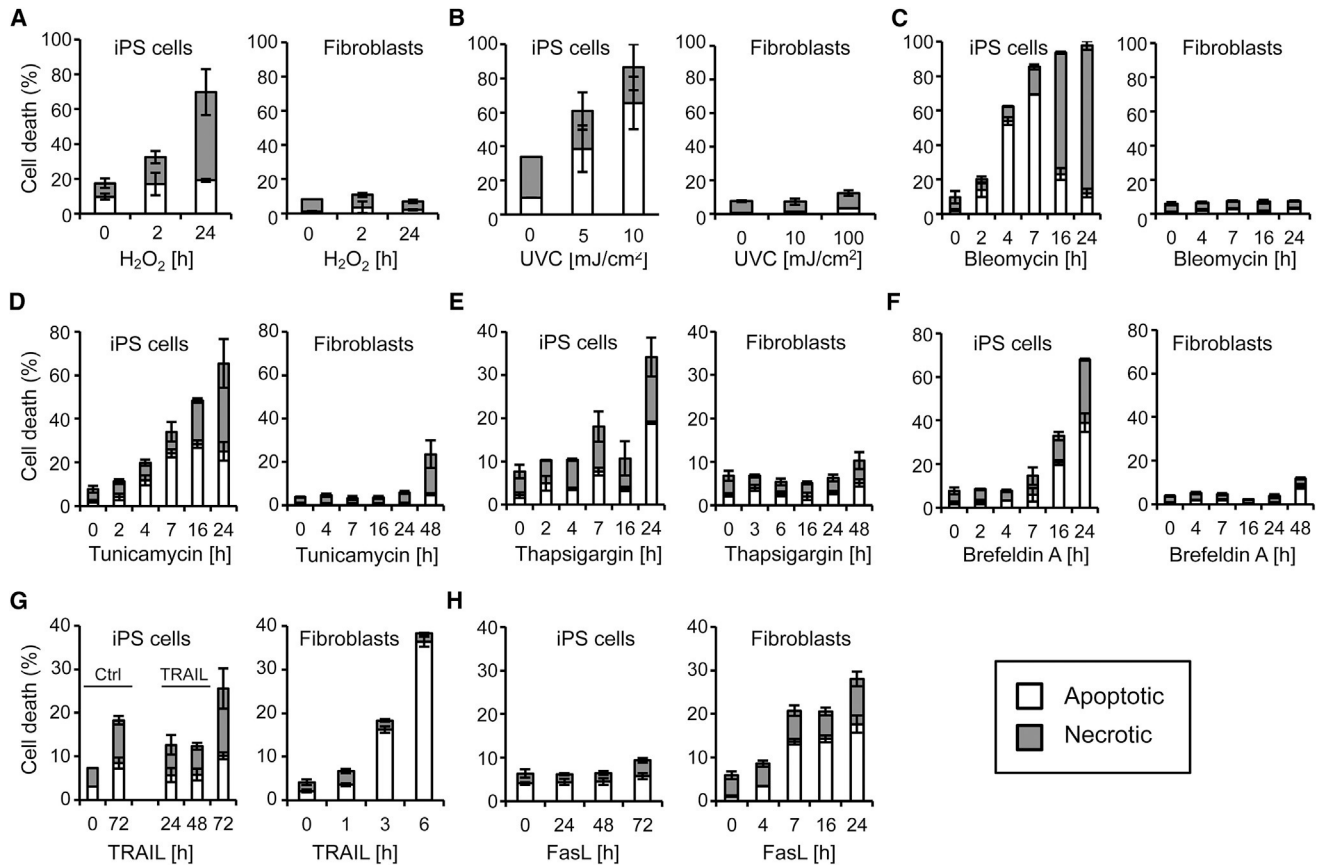 A
iPS cells
Fibroblasts
Cell death (%)
100
80
60
40
20
0
0 2 24
H₂O₂ [h]
100
80
60
40
20
0
0 2 24
H₂O₂ [h]
B
iPS cells
Fibroblasts
100
80
60
40
20
0
0 5 10
UVC [mJ/cm²]
100
80
60
40
20
0
0 10 100
UVC [mJ/cm²]
C
iPS cells
Fibroblasts
100
80
60
40
20
0
0 2 4 7 16 24
Bleomycin [h]
100
80
60
40
20
0
0 4 7 16 24
Bleomycin [h]
D
iPS cells
Fibroblasts
Cell death (%)
80
60
40
20
0
0 2 4 7 16 24
Tunicamycin [h]
80
60
40
20
0
0 4 7 16 24 48
Tunicamycin [h]
E
iPS cells
Fibroblasts
40
30
20
10
0
0 2 4 7 16 24
Thapsigargin [h]
40
30
20
10
0
0 3 6 16 24 48
Thapsigargin [h]
F
iPS cells
Fibroblasts
80
60
40
20
0
0 2 4 7 16 24
Brefeldin A [h]
80
60
40
20
0
0 4 7 16 24 48
Brefeldin A [h]
G
iPS cells
Fibroblasts
Cell death (%)
Ctrl TRAIL
40
30
20
10
0
0 72 24 48 72
TRAIL [h]
40
30
20
10
0
0 1 3 6
TRAIL [h]
H
iPS cells
Fibroblasts
40
30
20
10
0
0 24 48 72
FasL [h]
40
30
20
10
0
0 4 7 16 24
FasL [h]
Apoptotic
Necrotic